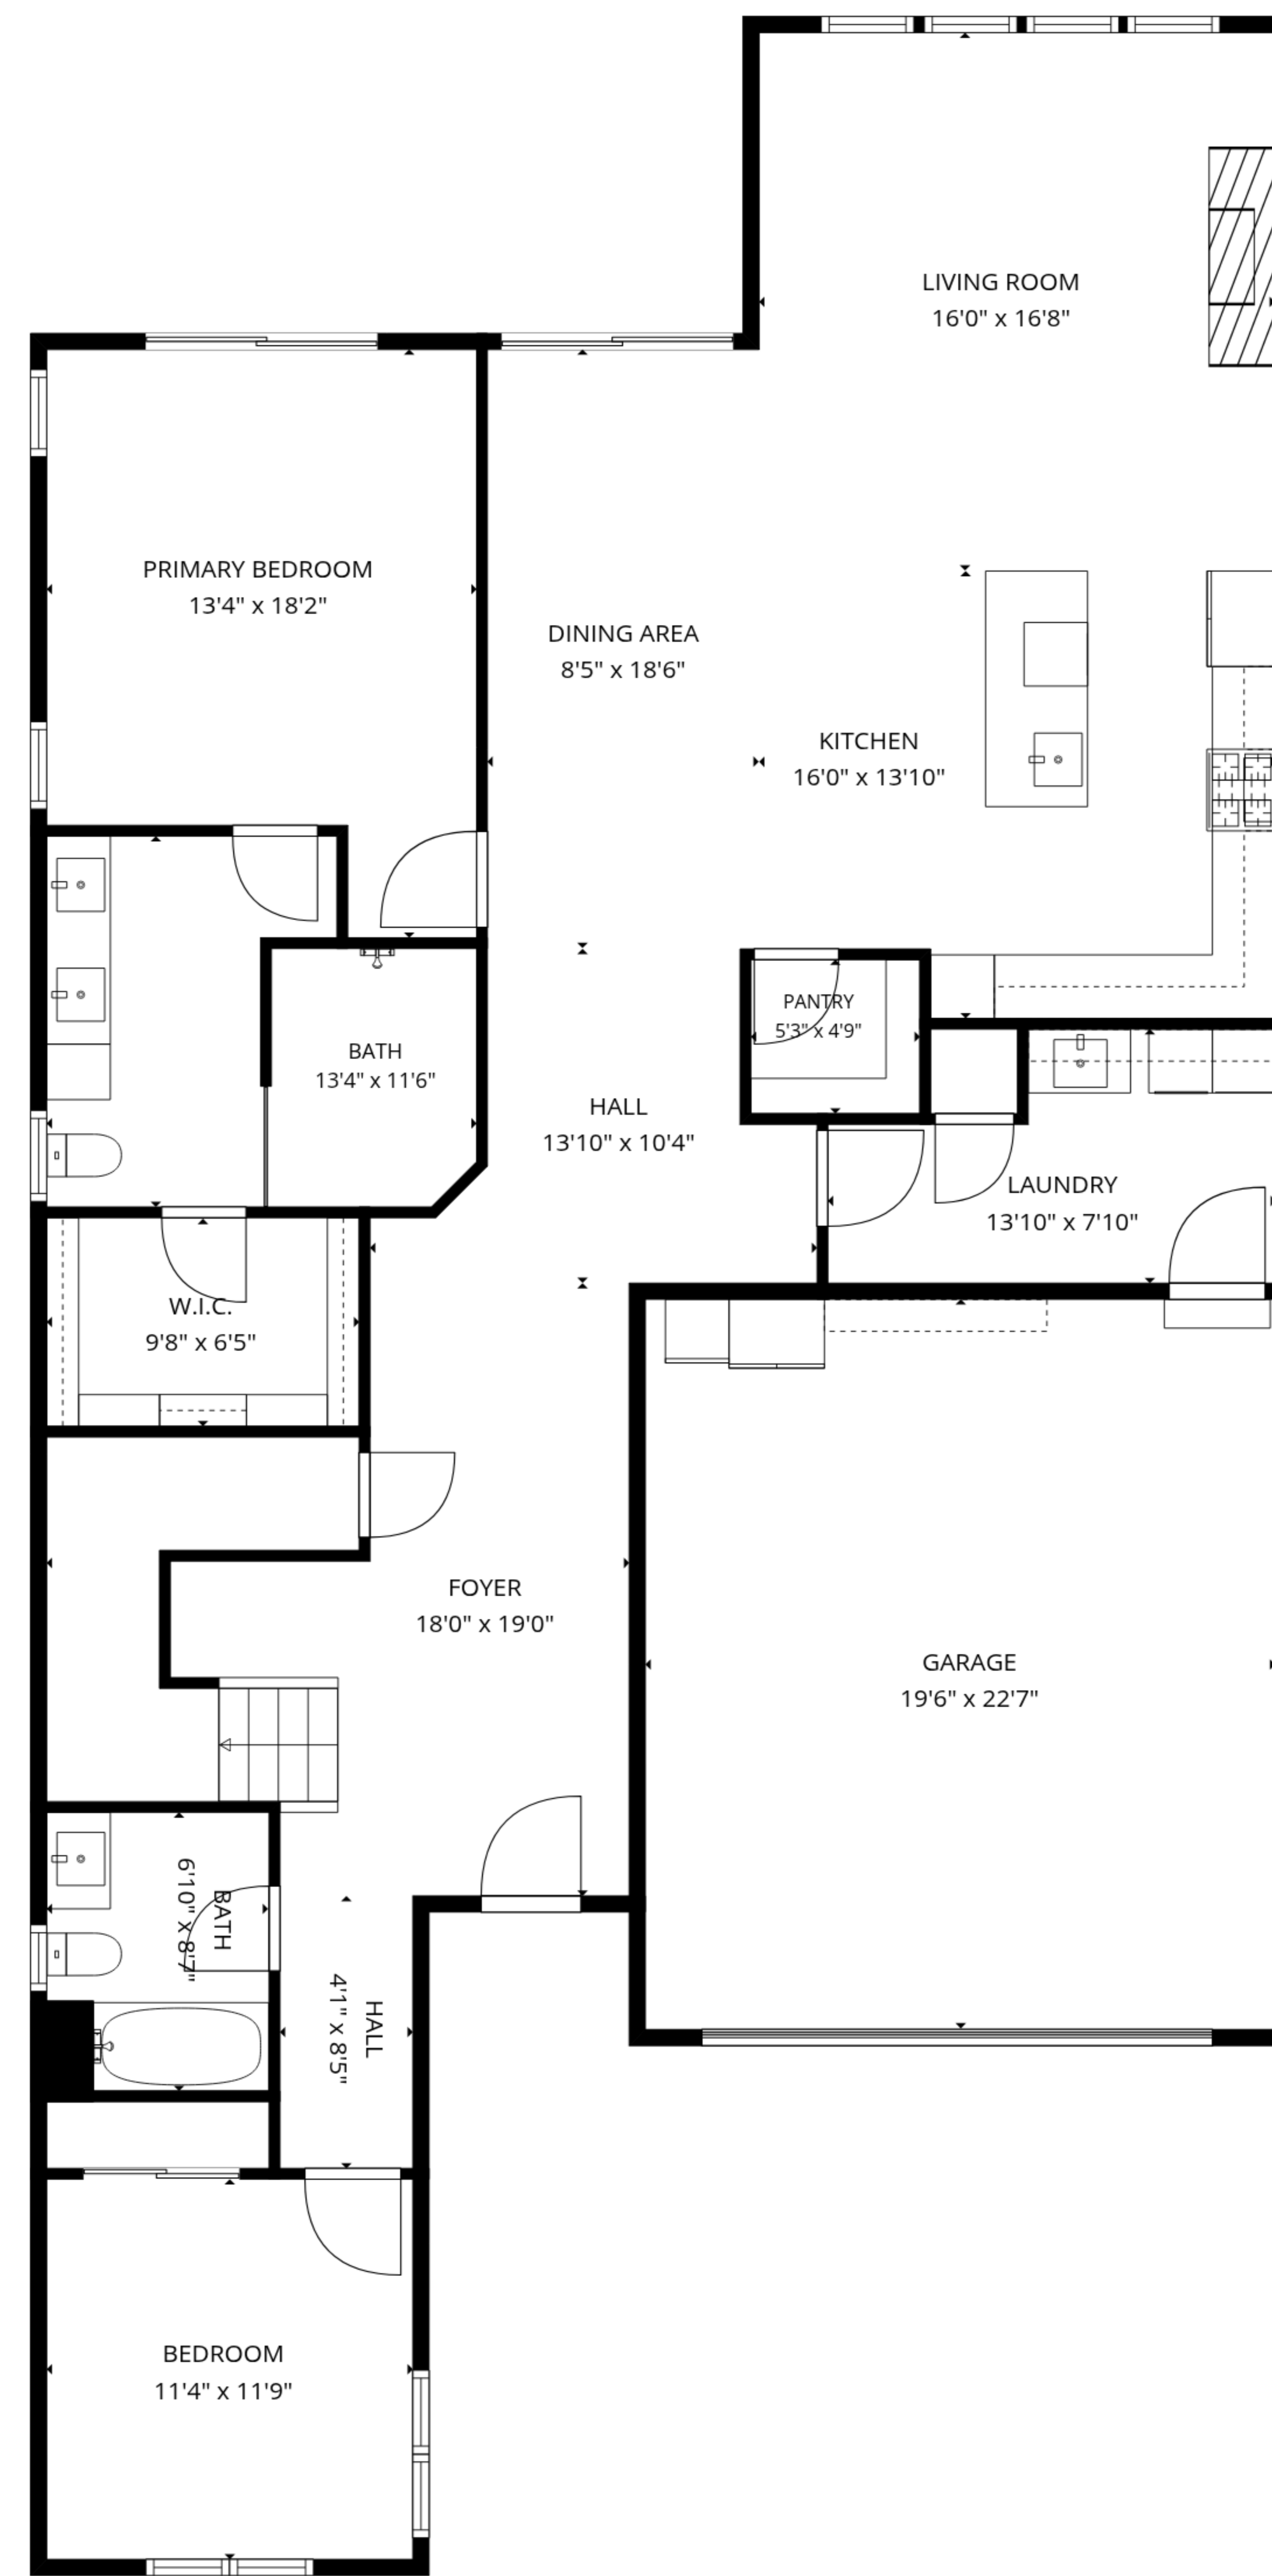 LIVING ROOM
16'0" x 16'8"
PRIMARY BEDROOM
13'4" x 18'2"
DINING AREA
8'5" x 18'6"
KITCHEN
16'0" x 13'10"
PANTRY
5'3" x 4'9"
BATH
13'4" x 11'6"
HALL
13'10" x 10'4"
LAUNDRY
13'10" x 7'10"
W.I.C.
9'8" x 6'5"
FOYER
18'0" x 19'0"
GARAGE
19'6" x 22'7"
BATH
6'10" x 8'7"
HALL
4'1" x 8'5"
BEDROOM
11'4" x 11'9"